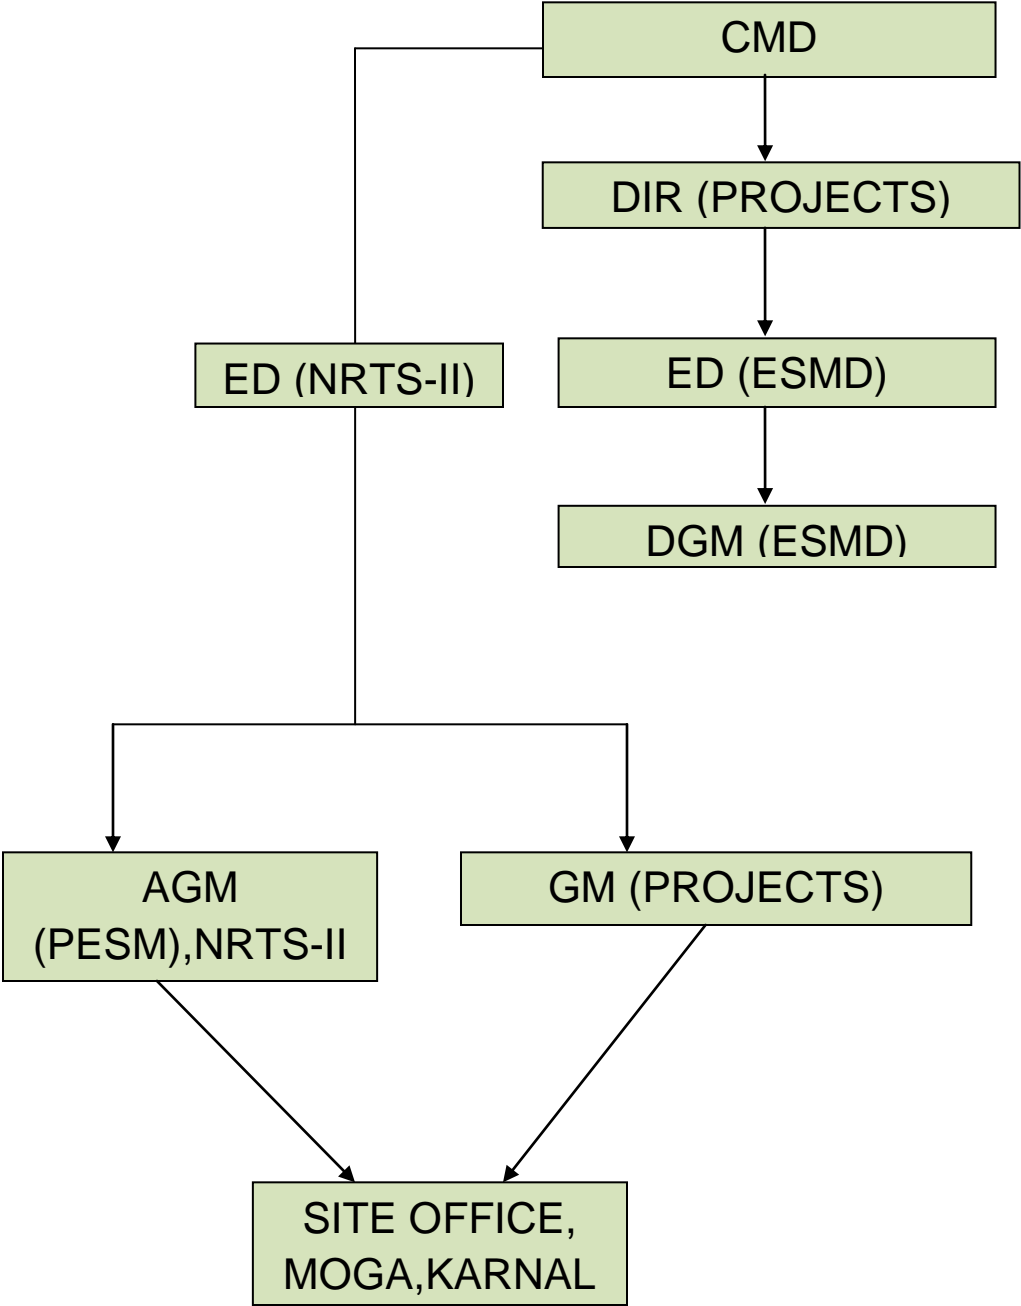 CMD
DIR (PROJECTS)
ED (NRTS-II)
ED (ESMD)
DGM (ESMD)
AGM
(PESM),NRTS-II
GM (PROJECTS)
SITE OFFICE,
MOGA,KARNAL